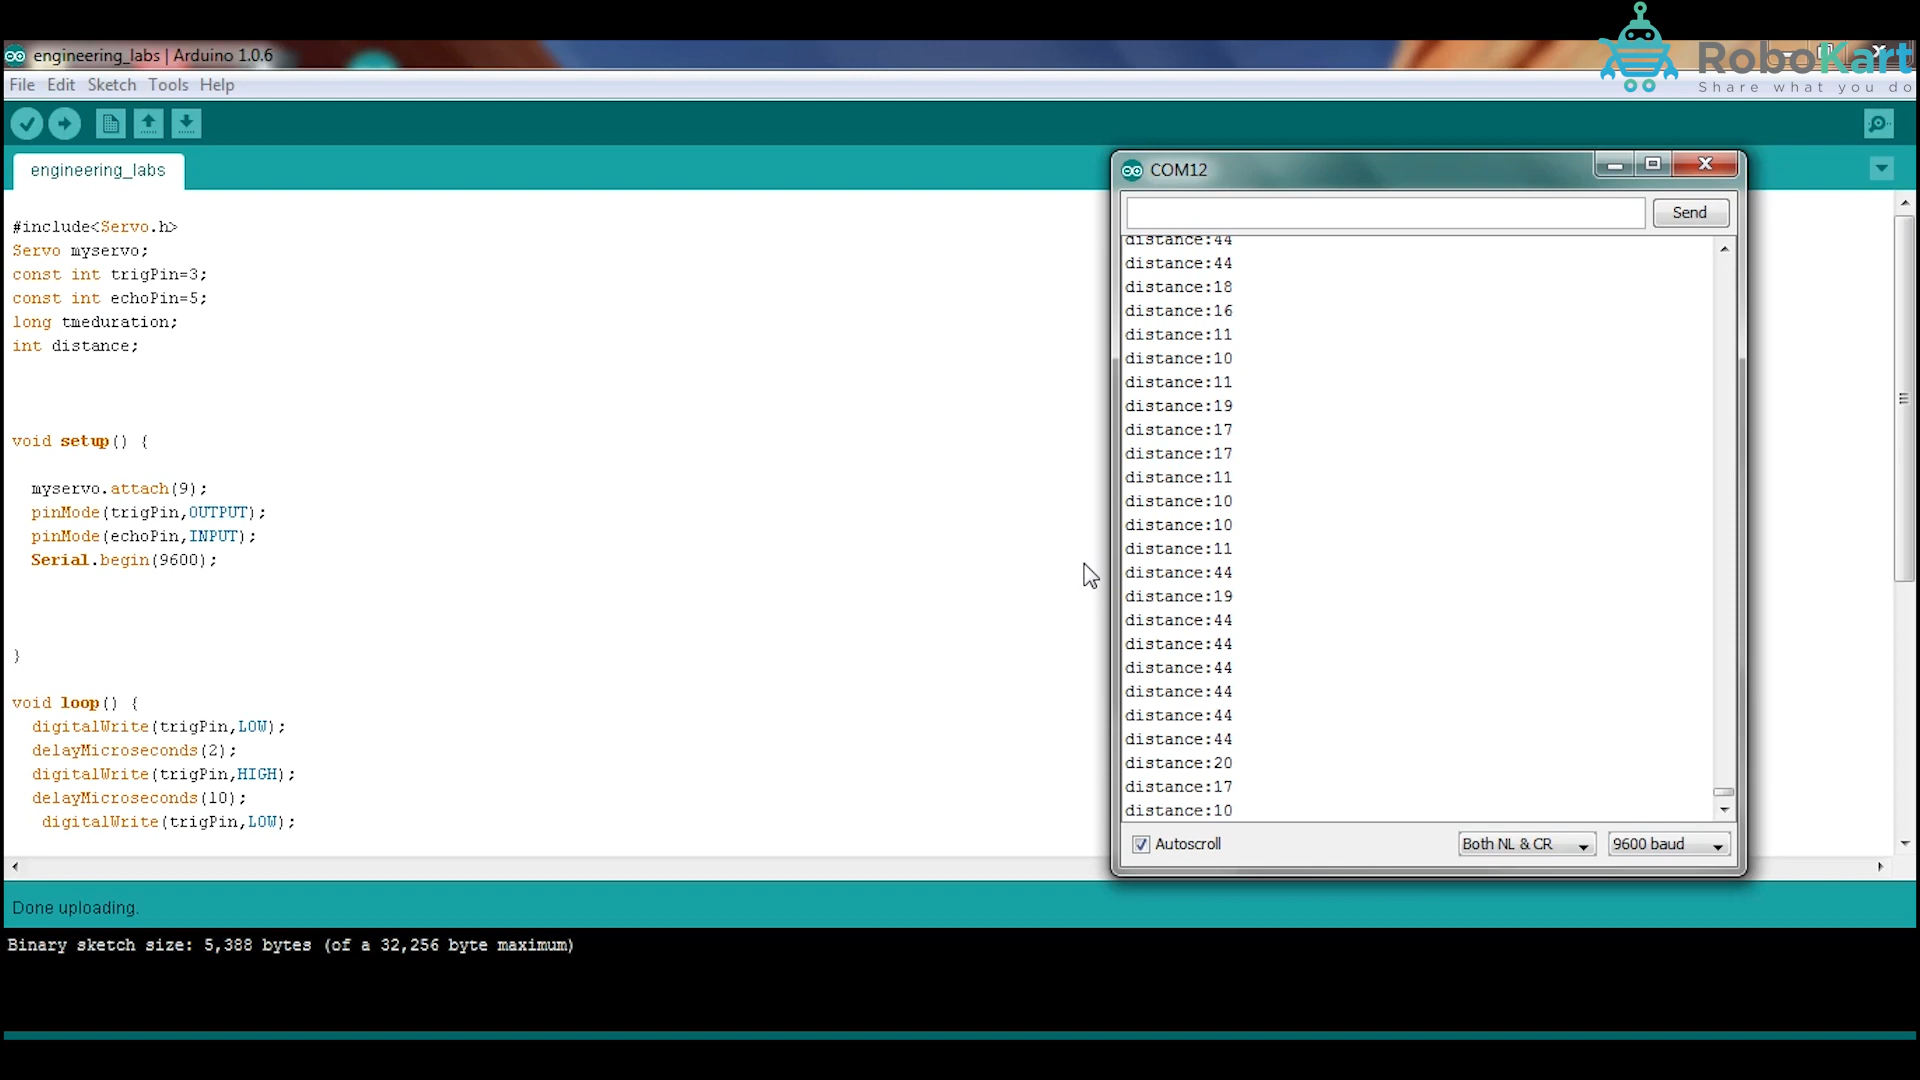 RoboKart
Share what you do
engineering_labs | Arduino 1.0.6
File Edit Sketch Tools Help
engineering_labs
#include<Servo.h>
Servo myservo;
const int trigPin=3;
const int echoPin=5;
long tmeduration;
int distance;
void setup() {
myservo.attach(9);
pinMode(trigPin,OUTPUT);
pinMode(echoPin,INPUT);
Serial.begin(9600);
}
void loop() {
digitalWrite(trigPin,LOW);
delayMicroseconds(2);
digitalWrite(trigPin,HIGH);
delayMicroseconds(10);
digitalWrite(trigPin,LOW);
COM12
Send
distance:44
distance:44
distance:18
distance:16
distance:11
distance:10
distance:11
distance:19
distance:17
distance:17
distance:11
distance:10
distance:10
distance:11
distance:44
distance:19
distance:44
distance:44
distance:44
distance:44
distance:44
distance:44
distance:20
distance:17
distance:10
Autoscroll
Both NL & CR
9600 baud
Done uploading.
Binary sketch size: 5,388 bytes (of a 32,256 byte maximum)